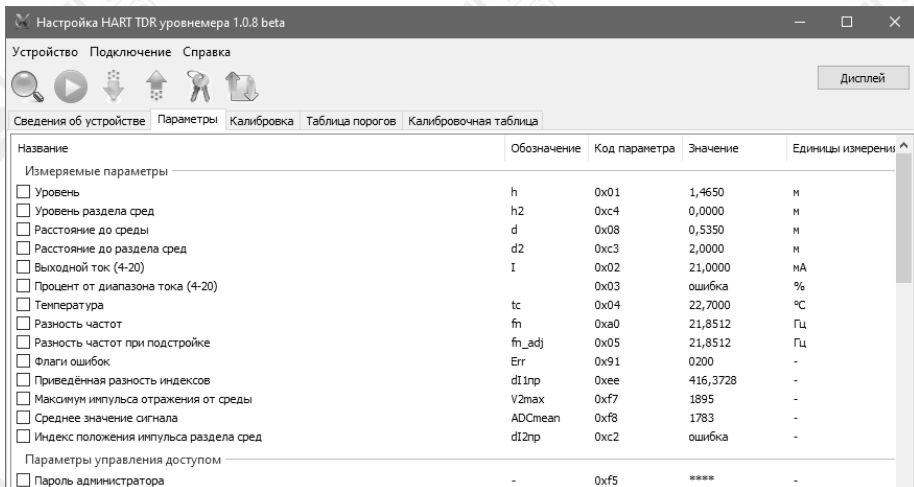 Настройка HART TDR уровнемера 1.0.8 beta
Устройство Подключение Справка
Дисплей
Сведения об устройстве Параметры Калибровка Таблица порогов Калибровочная таблица
Название Обозначение Код параметра Значение Единицы измерения
Измеряемые параметры
Уровень h 0x01 1,4650 м
Уровень раздела сред h2 0xc4 0,0000 м
Расстояние до среды d 0x08 0,5350 м
Расстояние до раздела сред d2 0xc3 2,0000 м
Выходной ток (4-20) I 0x02 21,0000 мА
Процент от диапазона тока (4-20) 0x03 ошибка %
Температура tc 0x04 22,7000 °C
Разность частот fn 0xa0 21,8512 Гц
Разность частот при подстройке fn_adj 0x05 21,8512 Гц
Флаги ошибок Err 0x91 0200 -
Приведённая разность индексов dI1пр 0xee 416,3728 -
Максимум импульса отражения от среды V2max 0xf7 1895 -
Среднее значение сигнала ADCmean 0xf8 1783 -
Индекс положения импульса раздела сред dI2пр 0xc2 ошибка -
Параметры управления доступом
Пароль администратора - 0xf5 **** -